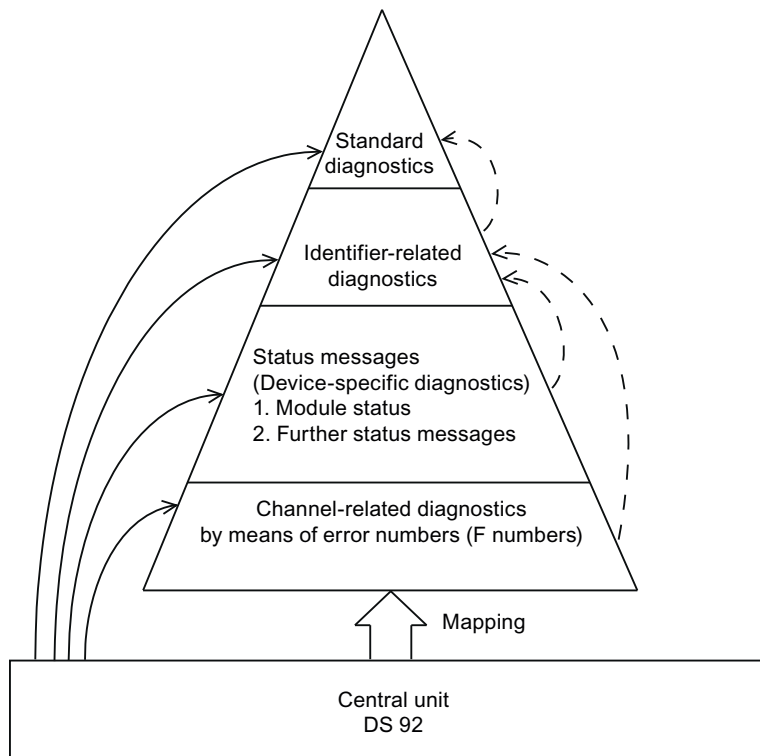 Standard
diagnostics
Identifier-related
diagnostics
Status messages
(Device-specific diagnostics)
1. Module status
2. Further status messages
Channel-related diagnostics
by means of error numbers (F numbers)
Mapping
Central unit
DS 92